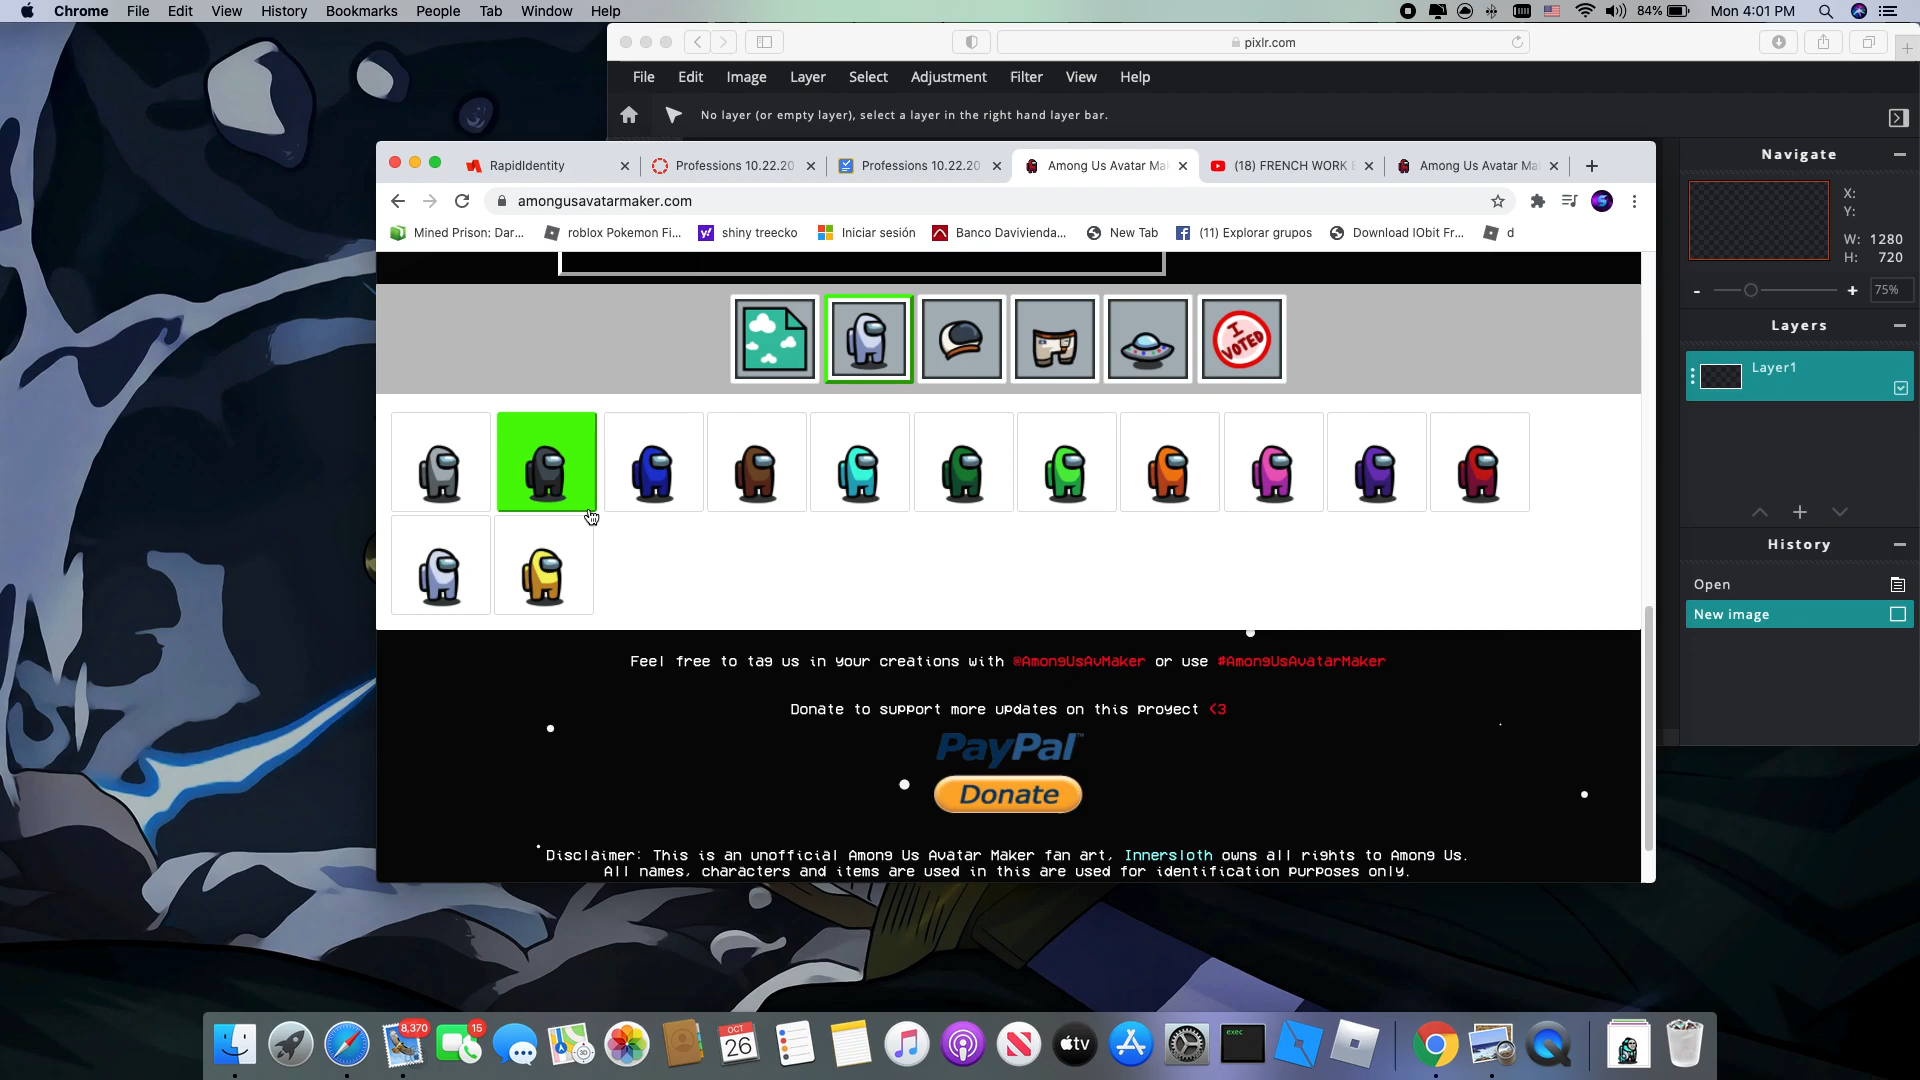 Chrome File Edit View History Bookmarks People Tab Window Help
84% Mon 4:01 PM
pixlr.com
File Edit Image Layer Select Adjustment Filter View Help
No layer (or empty layer), select a layer in the right hand layer bar.
RapidIdentity
Professions 10.22.20
Professions 10.22.20
Among Us Avatar Ma
(18) FRENCH WORK
Among Us Avatar Ma
amongusavatarmaker.com
Mined Prison: Dar...
roblox Pokemon Fi...
shiny treecko
Iniciar sesión
Banco Davivienda...
New Tab
(11) Explorar grupos
Download IObit Fr...
d
I
VOTED
Navigate
X:
Y:
W: 1280
H: 720
- + 75%
Layers
Layer1
History
Open
New image
Feel free to tag us in your creations with @AmongUsAvMaker or use #AmongUsAvatarMaker
Donate to support more updates on this proyect <3
PayPal™
Donate
Disclaimer: This is an unofficial Among Us Avatar Maker fan art, Innersloth owns all rights to Among Us.
All names, characters and items are used in this are used for identification purposes only.
8,370
15
3D
OCT
26
tv
exec